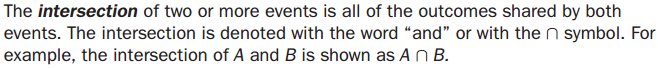 The intersection of two or more events is all of the outcomes shared by both
events. The intersection is denoted with the word “and” or with the ∩ symbol. For
example, the intersection of A and B is shown as A ∩ B.